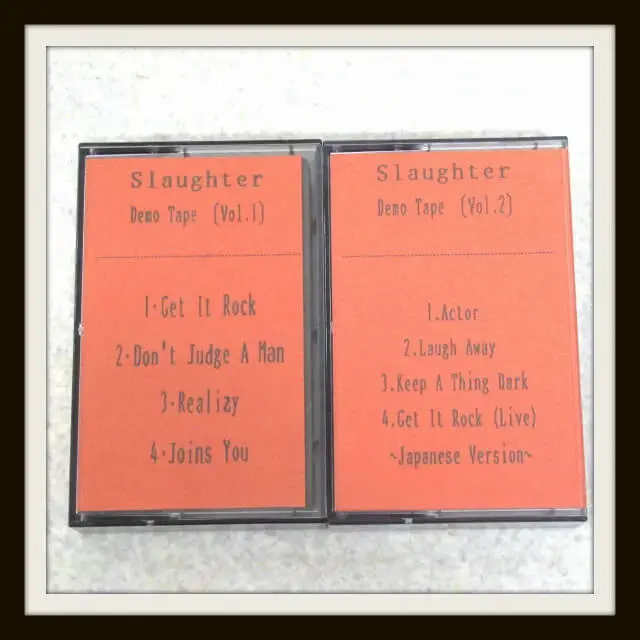 Slaughter
Demo Tape (Vol.1)
1·Get It Rock
2·Don't Judge A Man
3·Realizy
4·Joins You
Slaughter
Demo Tape (Vol.2)
1.Actor
2.Laugh Away
3.Keep A Thing Dark
4.Get It Rock (Live)
~Japanese Version~